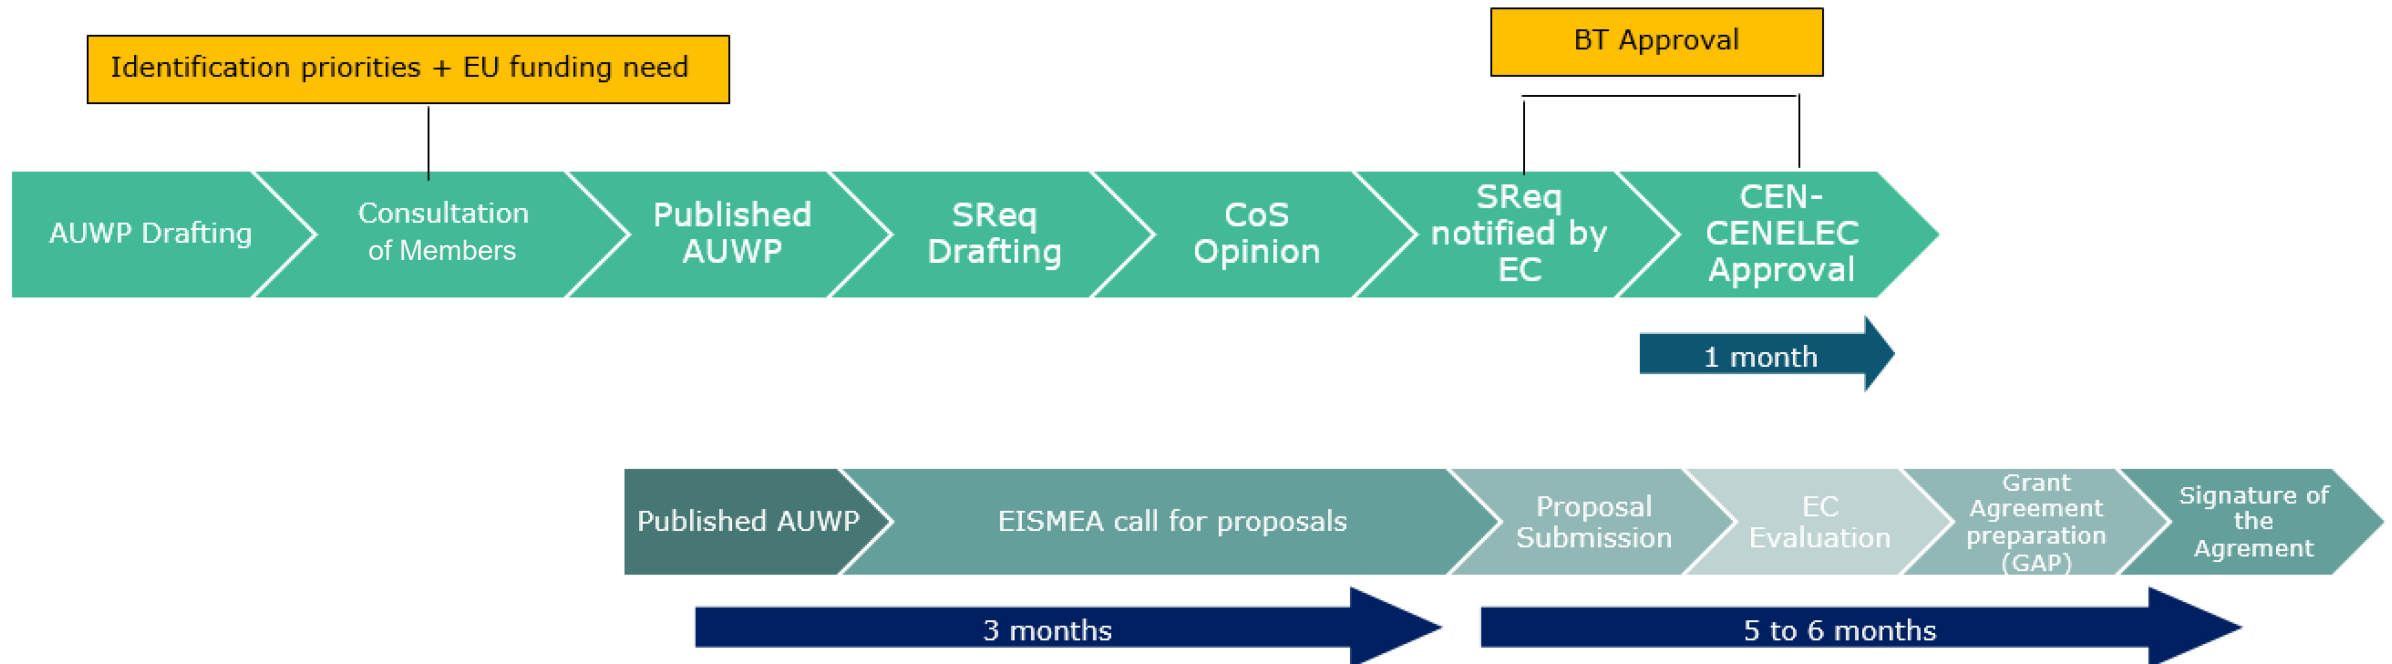 Identification priorities + EU funding need
BT Approval
AUWP Drafting
Consultation
of Members
Published
AUWP
SReq
Drafting
CoS
Opinion
SReq
notified by
EC
CEN-
CENELEC
Approval
1 month
Published AUWP
EISMEA call for proposals
Proposal
Submission
EC
Evaluation
Grant
Agreement
preparation
(GAP)
Signature of
the
Agrement
3 months
5 to 6 months